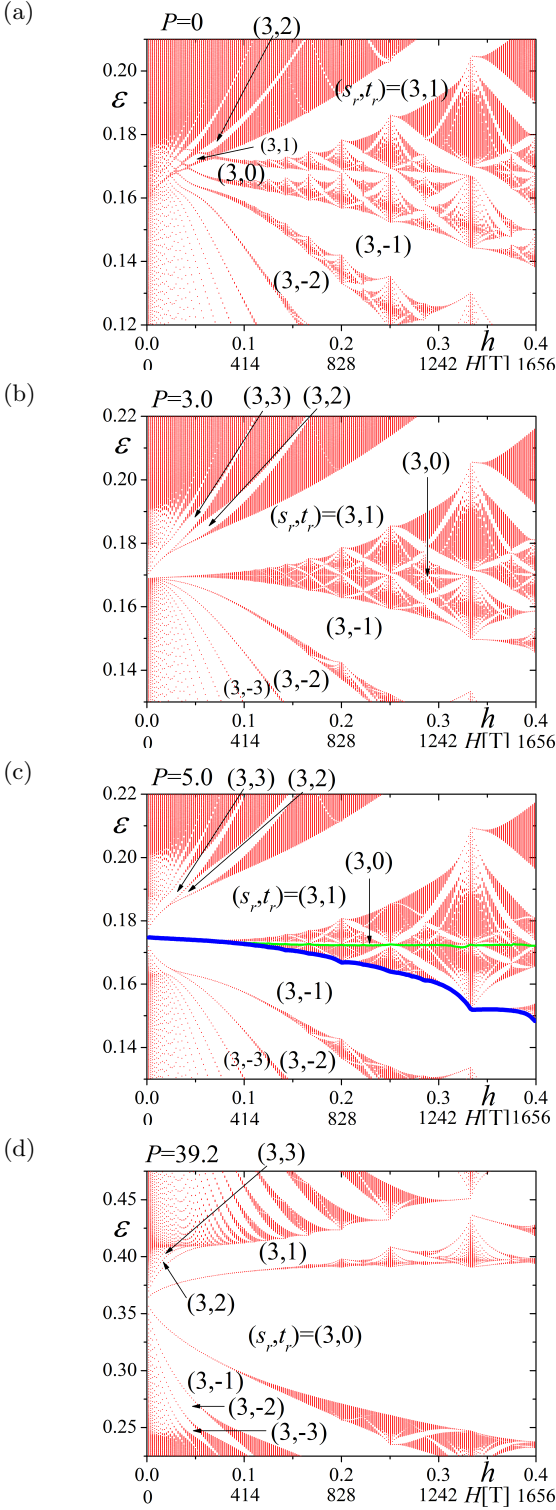 (a)
P=0
(3,2)
0.20
ε
(s_r,t_r)=(3,1)
0.18
(3,1)
(3,0)
0.16
(3,-1)
0.14
(3,-2)
0.12
0.0 0.1 0.2 0.3 h 0.4
0 414 828 1242 H[T] 1656
(b)
P=3.0 (3,3) (3,2)
0.22
ε
0.20
(3,0)
(s_r,t_r)=(3,1)
0.18
0.16
(3,-1)
0.14
(3,-3) (3,-2)
0.0 0.1 0.2 0.3 h 0.4
0 414 828 1242 H[T] 1656
(c)
P=5.0 (3,3) (3,2)
0.22
ε
0.20
(3,0)
(s_r,t_r)=(3,1)
0.18
(3,-1)
0.16
(3,-3) (3,-2)
0.14
0.0 0.1 0.2 0.3 h 0.4
0 414 828 1242 H[T] 1656
(d)
P=39.2 (3,3)
0.45
ε
(3,1)
0.40
(3,2)
0.35
(s_r,t_r)=(3,0)
0.30
(3,-1)
(3,-2)
(3,-3)
0.25
0.0 0.1 0.2 0.3 h 0.4
0 414 828 1242 H[T] 1656